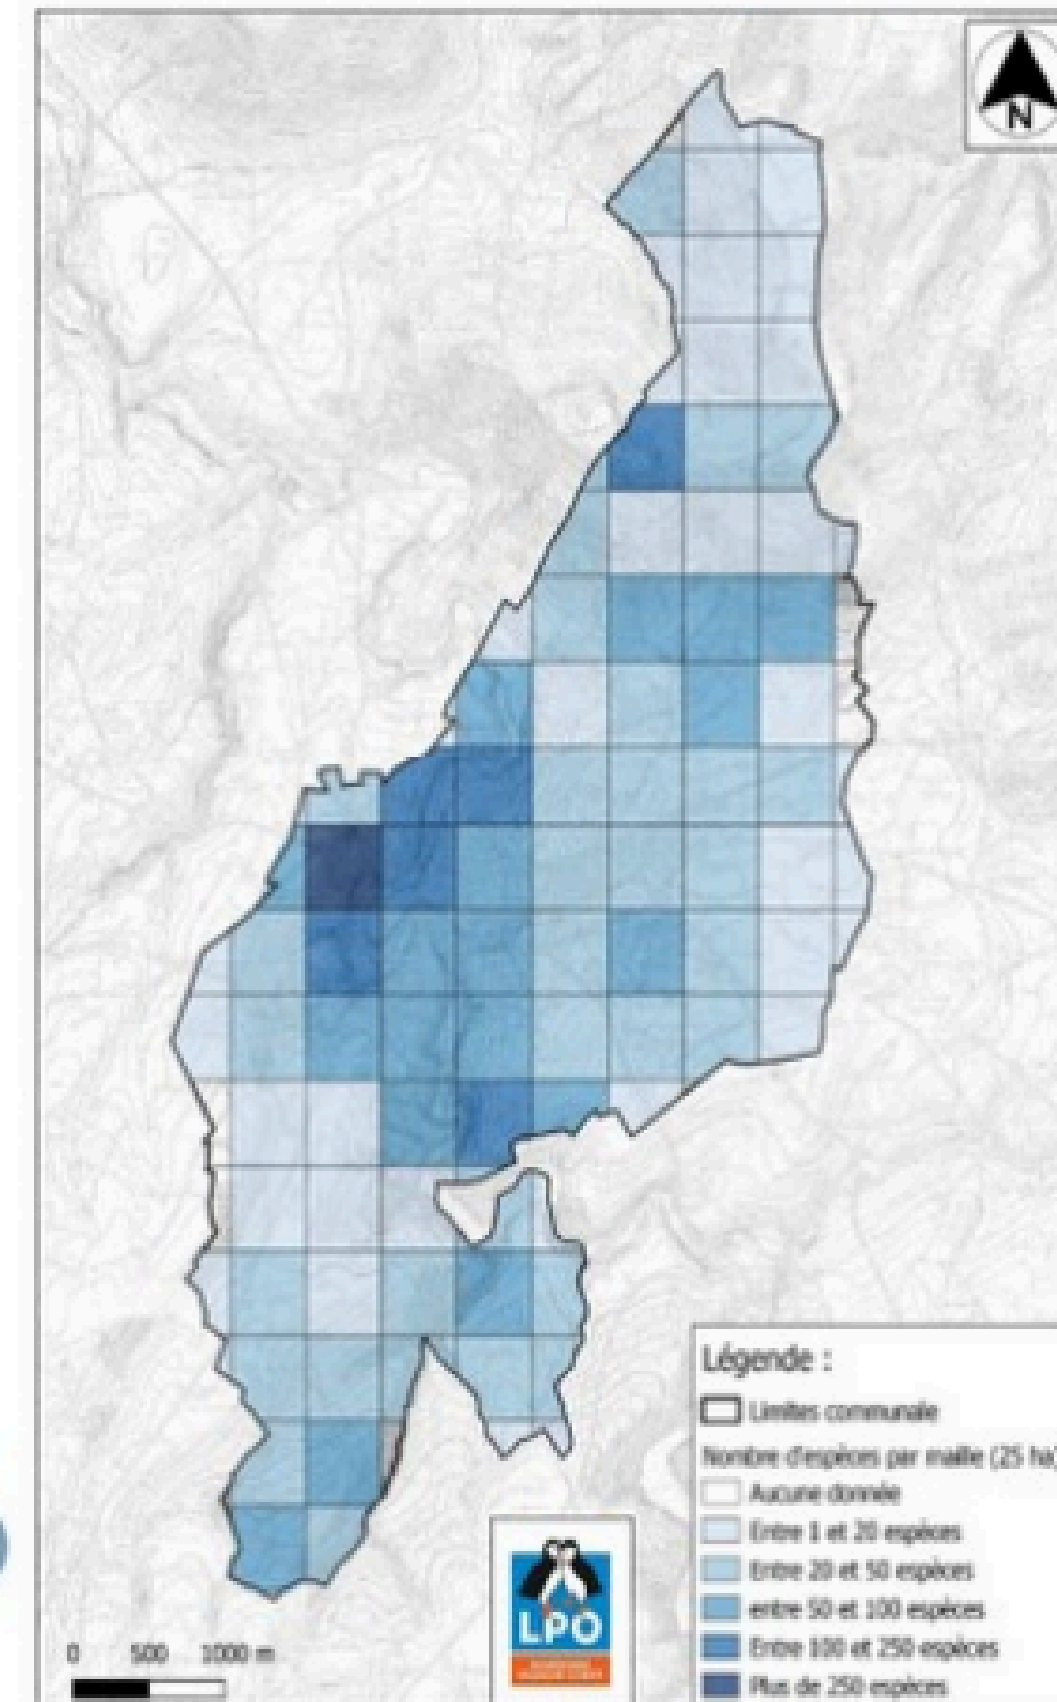 N
Légende :
Limites communale
Nombre d'espèces par maille (25 ha)
Aucune donnée
Entre 1 et 20 espèces
Entre 20 et 50 espèces
entre 50 et 100 espèces
Entre 100 et 250 espèces
Plus de 250 espèces
LPO
0 500 1000 m